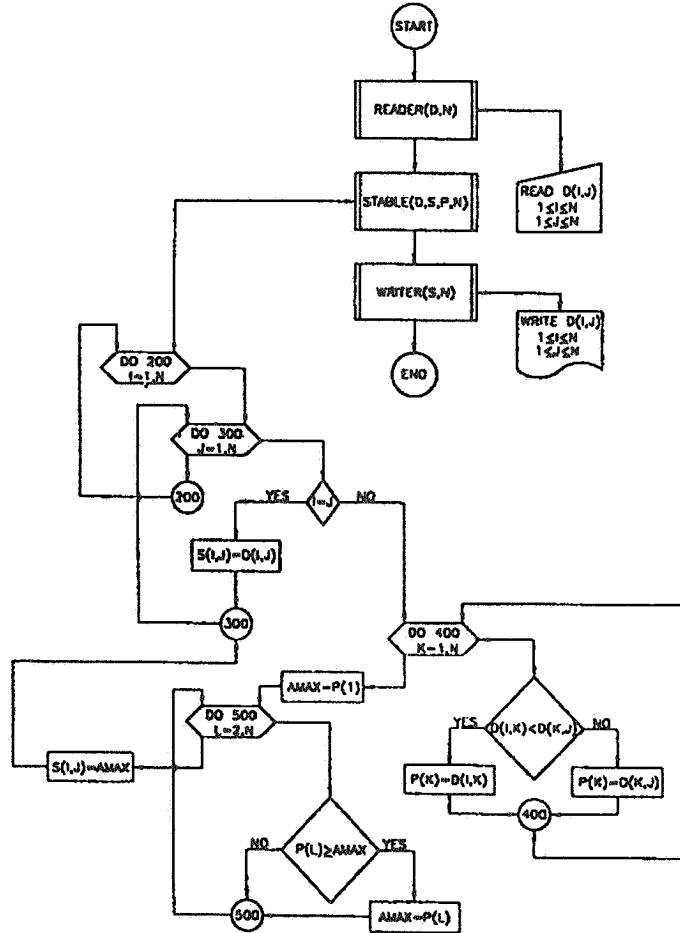 START
READER(D,N)
READ D(I,J)
1≤I≤N
1≤J≤N
STABLE(D,S,P,N)
WRITER(S,N)
WRITE D(I,J)
1≤I≤N
1≤J≤N
END
DO 200
I=1,N
DO 300
J=1,N
200
YES
I=J
NO
S(I,J)=D(I,J)
300
DO 400
K=1,N
AMAX=P(1)
DO 500
L=2,N
S(I,J)=AMAX
YES
D(I,K)<D(K,J)
NO
P(K)=D(I,K)
P(K)=D(K,J)
400
NO
P(L)≥AMAX
YES
500
AMAX=P(L)